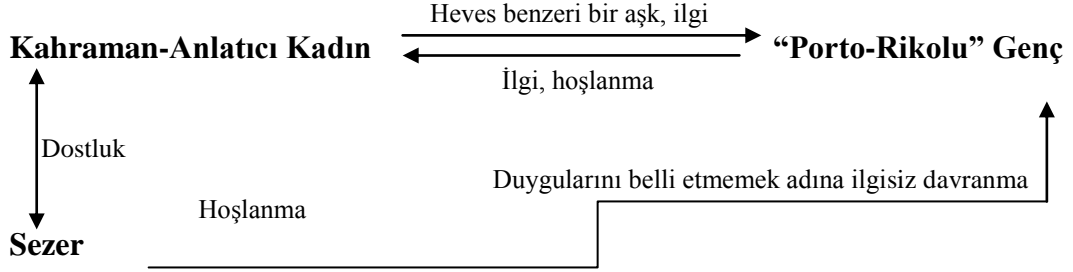 Heves benzeri bir aşk, ilgi
Kahraman-Anlatıcı Kadın
“Porto-Rikolu” Genç
İlgi, hoşlanma
Dostluk
Duygularını belli etmemek adına ilgisiz davranma
Hoşlanma
Sezer